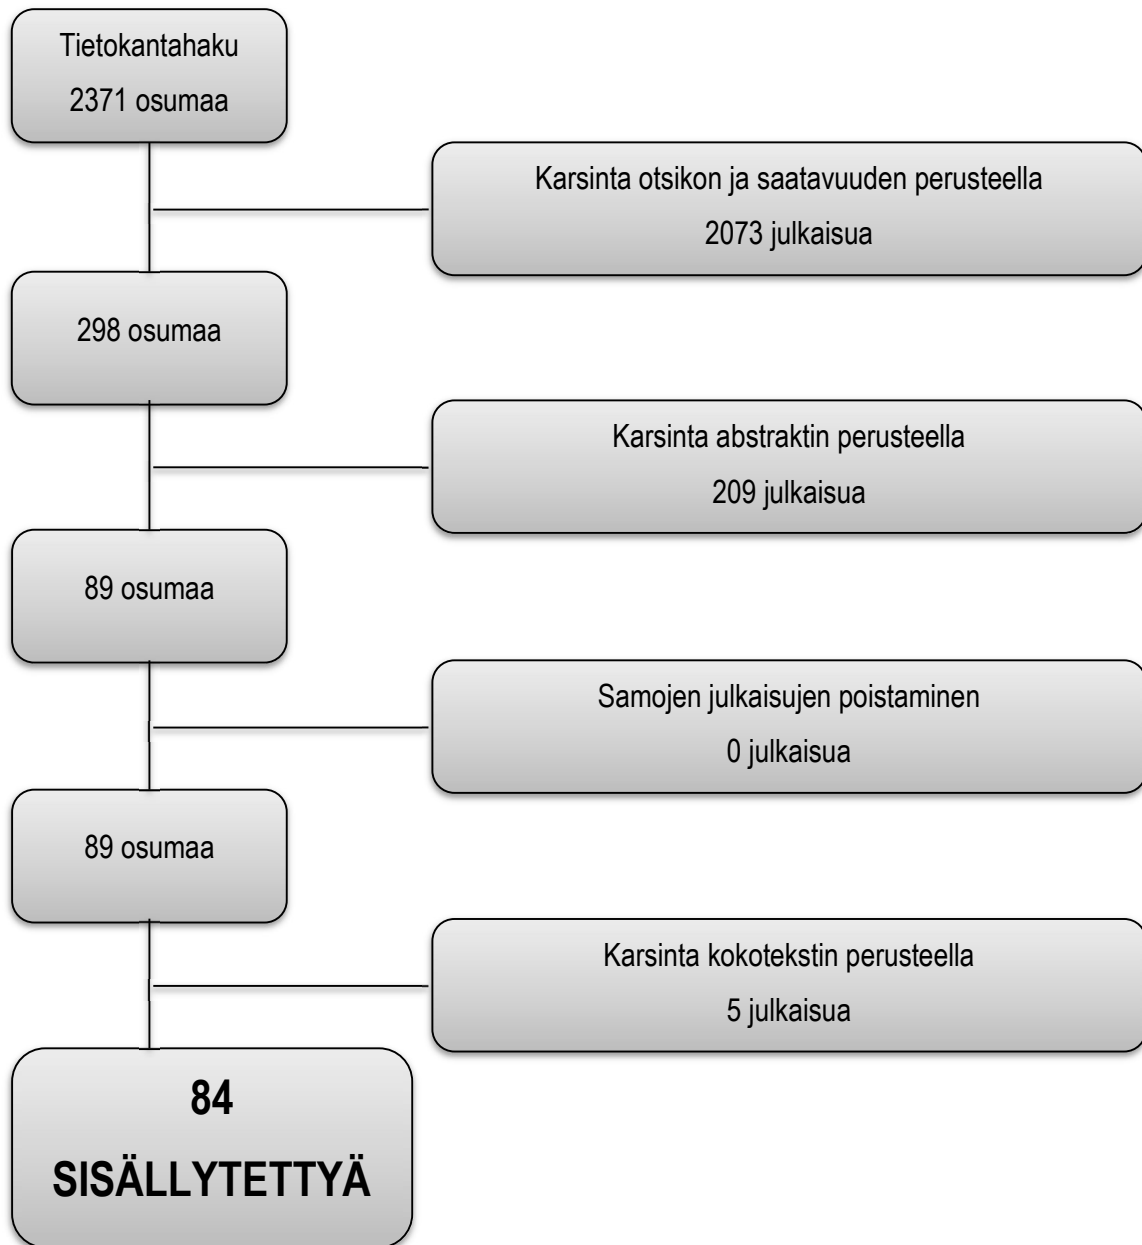 Tietokantahaku
2371 osumaa
Karsinta otsikon ja saatavuuden perusteella
2073 julkaisua
298 osumaa
Karsinta abstraktin perusteella
209 julkaisua
89 osumaa
Samojen julkaisujen poistaminen
0 julkaisua
89 osumaa
Karsinta kokotekstin perusteella
5 julkaisua
84
SISÄLLYTETTYÄ